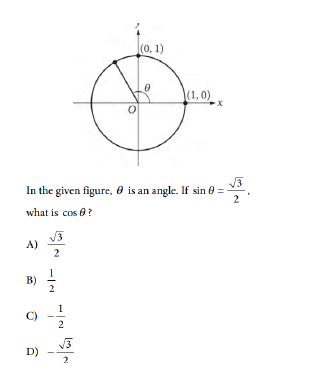 y
(0, 1)
θ
(1, 0)
x
O
In the given figure, θ is an angle. If sin θ = √3/2,
what is cos θ ?
A) √3/2
B) 1/2
C) -1/2
D) -√3/2